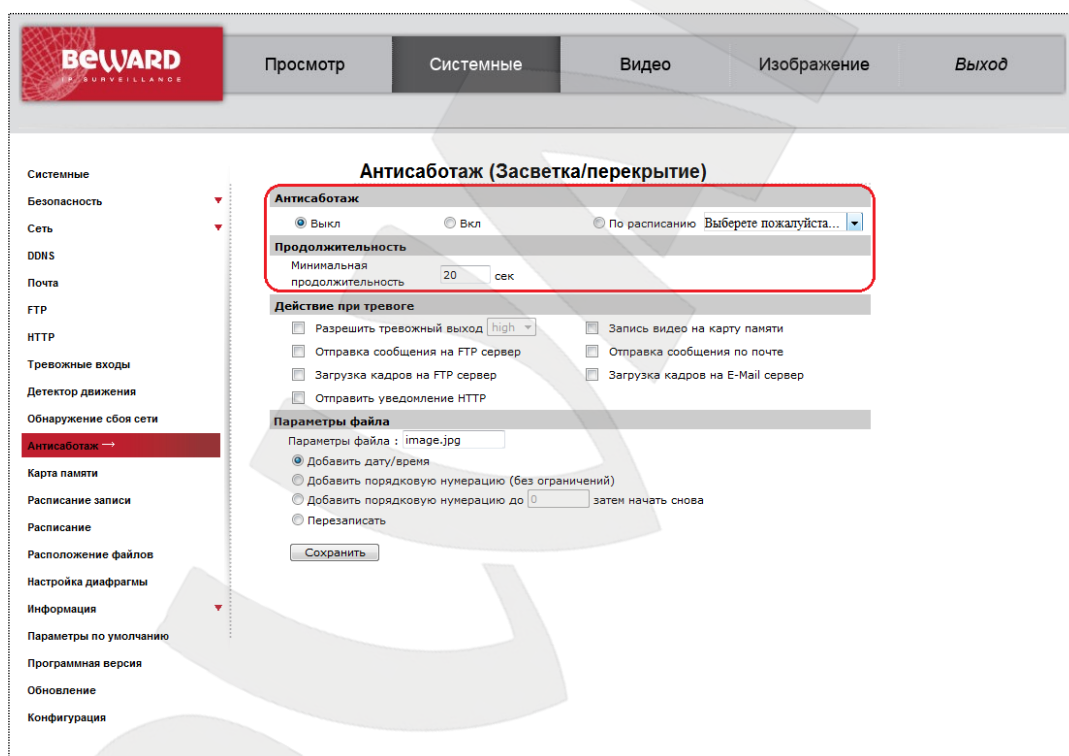 BEWARD
IP SURVEILLANCE
Просмотр Системные Видео Изображение Выход
Системные
Безопасность
Сеть
DDNS
Почта
FTP
HTTP
Тревожные входы
Детектор движения
Обнаружение сбоя сети
Антисаботаж →
Карта памяти
Расписание записи
Расписание
Расположение файлов
Настройка диафрагмы
Информация
Параметры по умолчанию
Программная версия
Обновление
Конфигурация
Антисаботаж (Засветка/перекрытие)
Антисаботаж
Выкл Вкл По расписанию Выберете пожалуйста...
Продолжительность
Минимальная
продолжительность 20 сек
Действие при тревоге
Разрешить тревожный выход high Запись видео на карту памяти
Отправка сообщения на FTP сервер Отправка сообщения по почте
Загрузка кадров на FTP сервер Загрузка кадров на E-Mail сервер
Отправить уведомление HTTP
Параметры файла
Параметры файла : image.jpg
Добавить дату/время
Добавить порядковую нумерацию (без ограничений)
Добавить порядковую нумерацию до 0 затем начать снова
Перезаписать
Сохранить